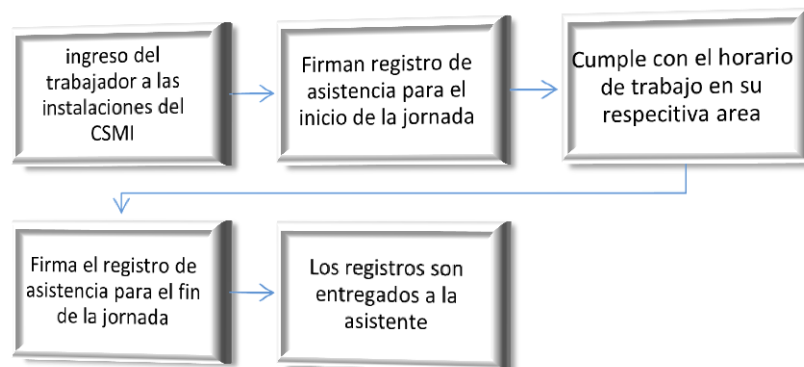 ingreso del
trabajador a las
instalaciones del
CSMI
Firman registro de
asistencia para el
inicio de la jornada
Cumple con el horario
de trabajo en su
respecitiva area
Firma el registro de
asistencia para el fin
de la jornada
Los registros son
entregados a la
asistente